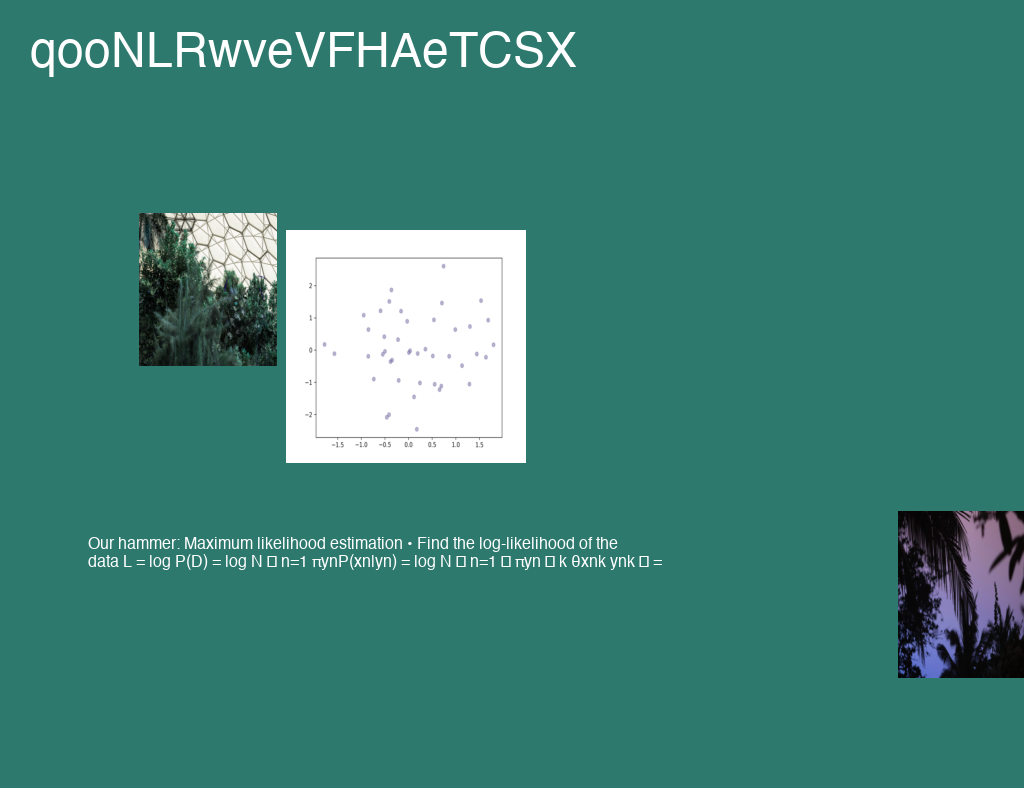 qooNLRwveVFHAeTCSX
2
1
0
−1
−2
−1.5 −1.0 −0.5 0.0 0.5 1.0 1.5
Our hammer: Maximum likelihood estimation • Find the log-likelihood of the
data L = log P(D) = log N □ n=1 πynP(xn|yn) = log N □ n=1 □ πyn □ k θxnk ynk □ =